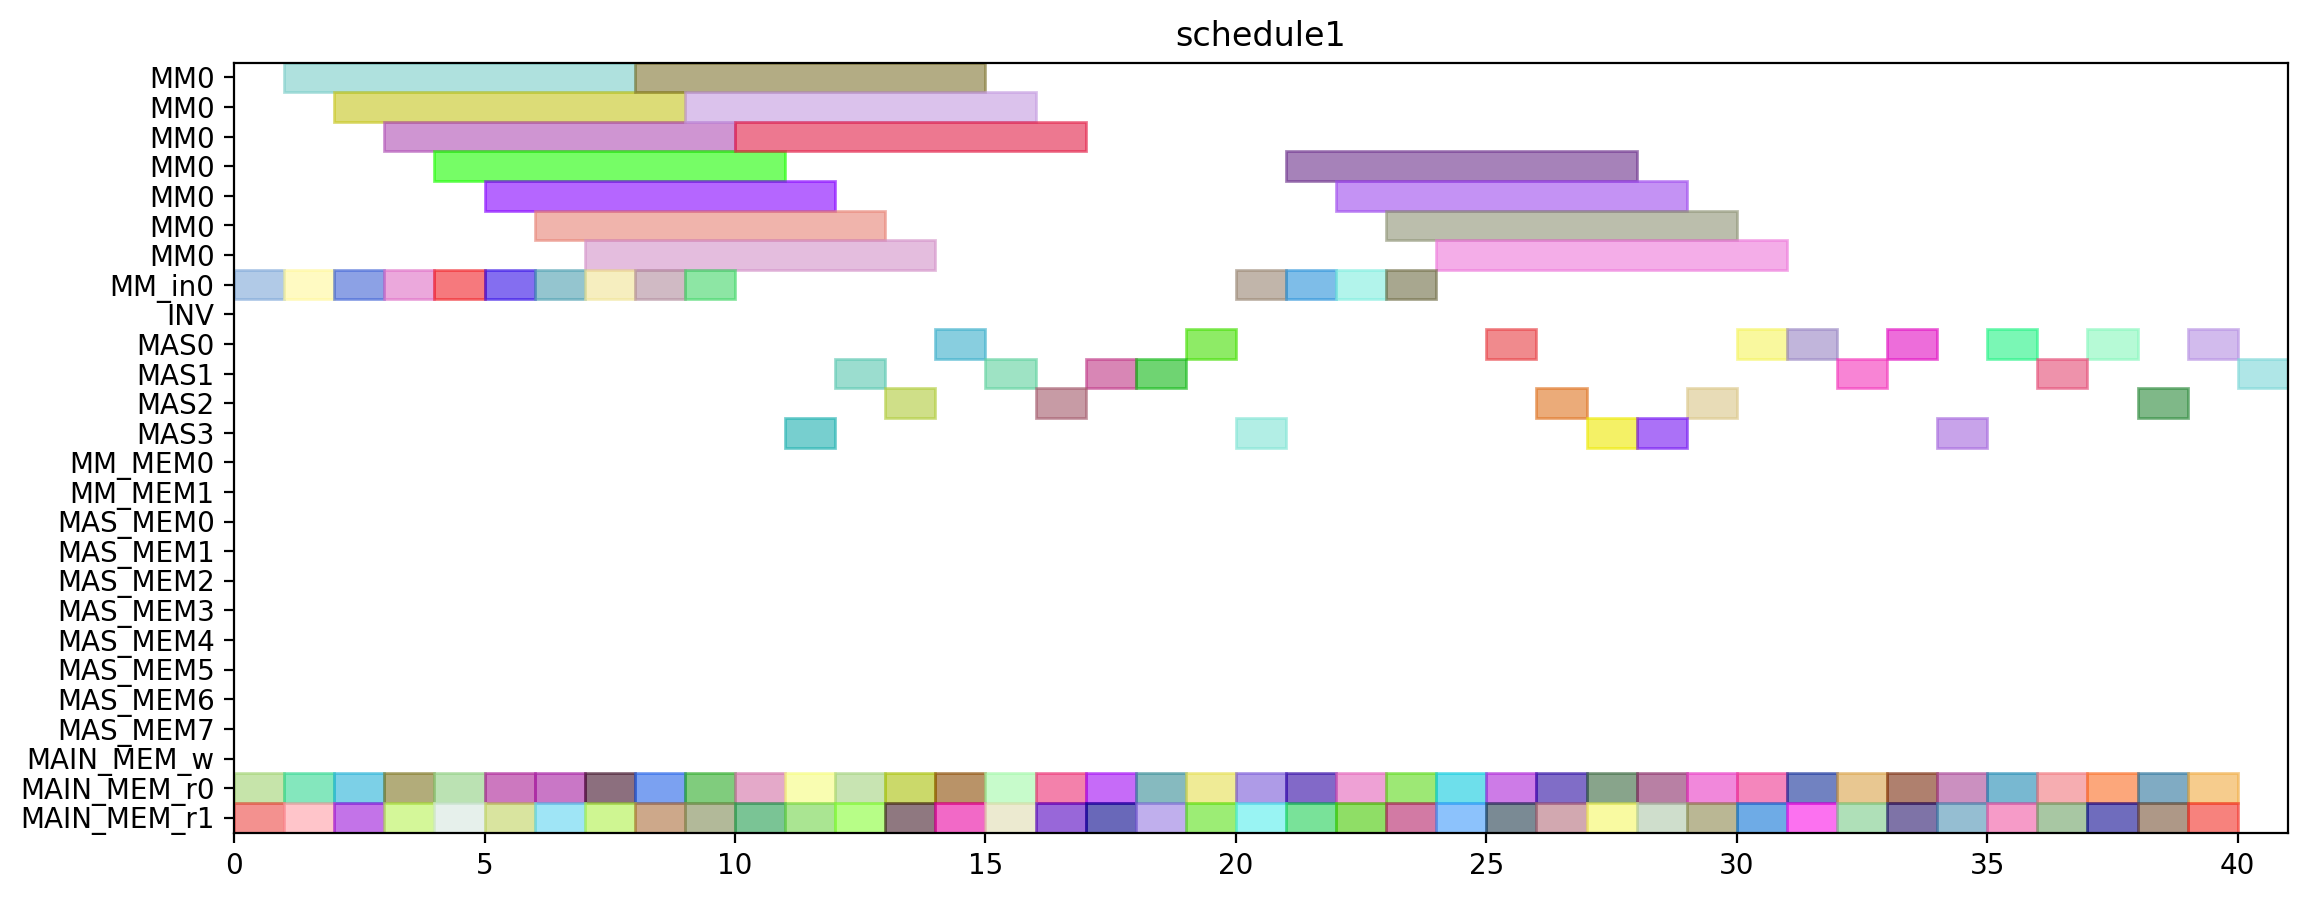 schedule1
MM0
MM0
MM0
MM0
MM0
MM0
MM0
MM_in0
INV
MAS0
MAS1
MAS2
MAS3
MM_MEM0
MM_MEM1
MAS_MEM0
MAS_MEM1
MAS_MEM2
MAS_MEM3
MAS_MEM4
MAS_MEM5
MAS_MEM6
MAS_MEM7
MAIN_MEM_w
MAIN_MEM_r0
MAIN_MEM_r1
0 5 10 15 20 25 30 35 40